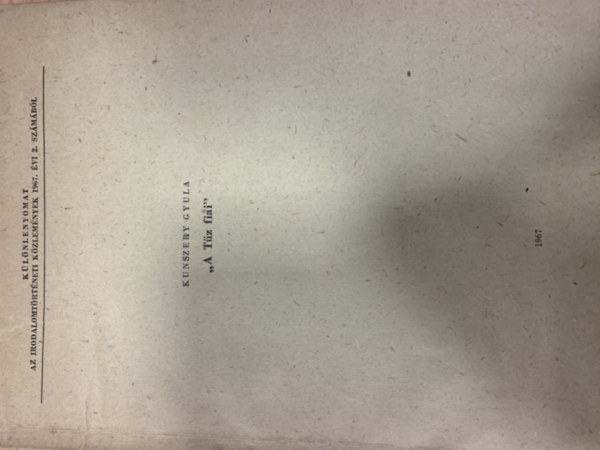 KÜLÖNLENYOMAT
AZ IRODALOMTÖRTÉNETI KÖZLEMÉNYEK 1967. ÉVI 2. SZÁMÁBÓL
KUNSZERY GYULA
„A Tűz fiai”
1967